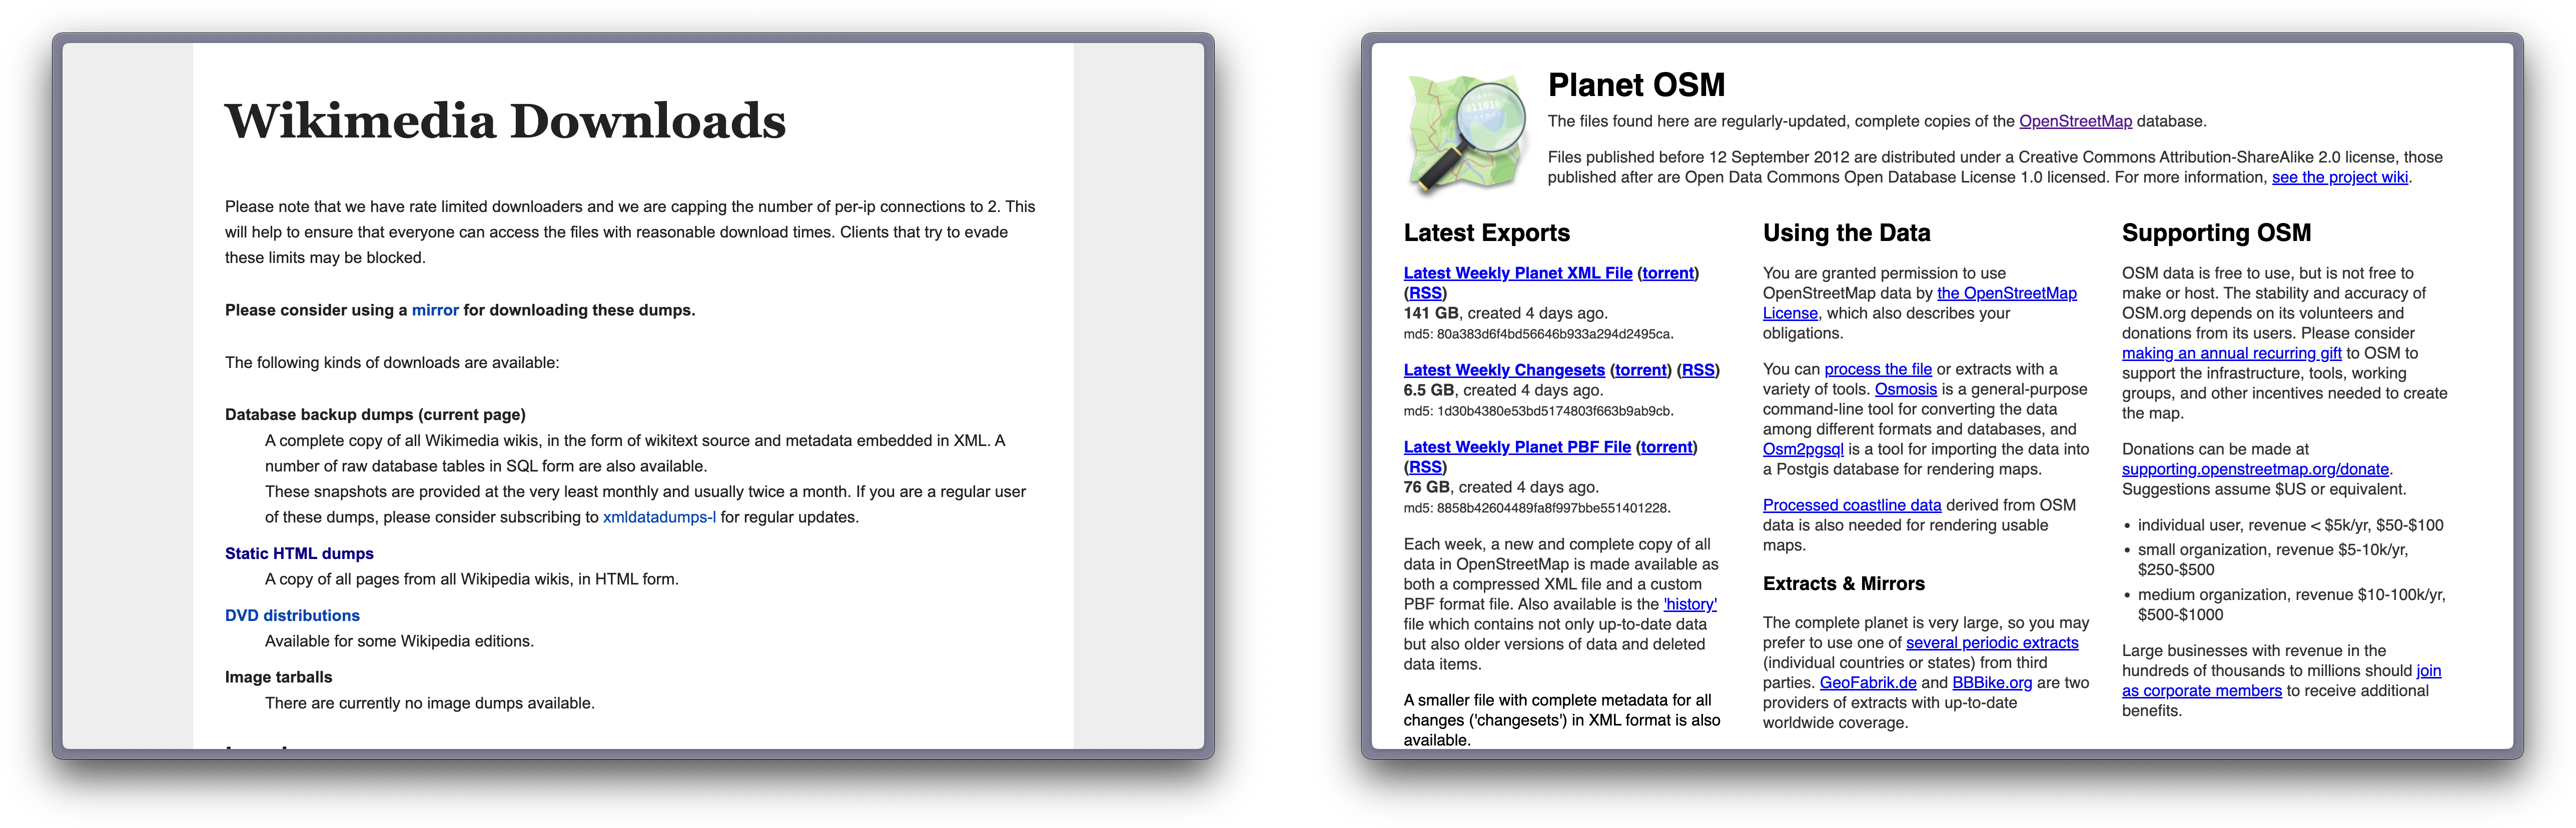 Wikimedia Downloads
Please note that we have rate limited downloaders and we are capping the number of per-ip connections to 2. This
will help to ensure that everyone can access the files with reasonable download times. Clients that try to evade
these limits may be blocked.
Please consider using a mirror for downloading these dumps.
The following kinds of downloads are available:
Database backup dumps (current page)
A complete copy of all Wikimedia wikis, in the form of wikitext source and metadata embedded in XML. A
number of raw database tables in SQL form are also available.
These snapshots are provided at the very least monthly and usually twice a month. If you are a regular user
of these dumps, please consider subscribing to xmldatadumps-l for regular updates.
Static HTML dumps
A copy of all pages from all Wikipedia wikis, in HTML form.
DVD distributions
Available for some Wikipedia editions.
Image tarballs
There are currently no image dumps available.
Planet OSM
The files found here are regularly-updated, complete copies of the OpenStreetMap database.
Files published before 12 September 2012 are distributed under a Creative Commons Attribution-ShareAlike 2.0 license, those
published after are Open Data Commons Open Database License 1.0 licensed. For more information, see the project wiki.
Latest Exports
Latest Weekly Planet XML File (torrent)
(RSS)
141 GB, created 4 days ago.
md5: 80a383d6f4bd56646b933a294d2495ca.
Latest Weekly Changesets (torrent) (RSS)
6.5 GB, created 4 days ago.
md5: 1d30b4380e53bd5174803f663b9ab9cb.
Latest Weekly Planet PBF File (torrent)
(RSS)
76 GB, created 4 days ago.
md5: 8858b42604489fa8f997bbe551401228.
Each week, a new and complete copy of all
data in OpenStreetMap is made available as
both a compressed XML file and a custom
PBF format file. Also available is the 'history'
file which contains not only up-to-date data
but also older versions of data and deleted
data items.
A smaller file with complete metadata for all
changes ('changesets') in XML format is also
available.
Using the Data
You are granted permission to use
OpenStreetMap data by the OpenStreetMap
License, which also describes your
obligations.
You can process the file or extracts with a
variety of tools. Osmosis is a general-purpose
command-line tool for converting the data
among different formats and databases, and
Osm2pgsql is a tool for importing the data into
a Postgis database for rendering maps.
Processed coastline data derived from OSM
data is also needed for rendering usable
maps.
Extracts & Mirrors
The complete planet is very large, so you may
prefer to use one of several periodic extracts
(individual countries or states) from third
parties. GeoFabrik.de and BBBike.org are two
providers of extracts with up-to-date
worldwide coverage.
Supporting OSM
OSM data is free to use, but is not free to
make or host. The stability and accuracy of
OSM.org depends on its volunteers and
donations from its users. Please consider
making an annual recurring gift to OSM to
support the infrastructure, tools, working
groups, and other incentives needed to create
the map.
Donations can be made at
supporting.openstreetmap.org/donate.
Suggestions assume $US or equivalent.
• individual user, revenue < $5k/yr, $50-$100
• small organization, revenue $5-10k/yr,
$250-$500
• medium organization, revenue $10-100k/yr,
$500-$1000
Large businesses with revenue in the
hundreds of thousands to millions should join
as corporate members to receive additional
benefits.